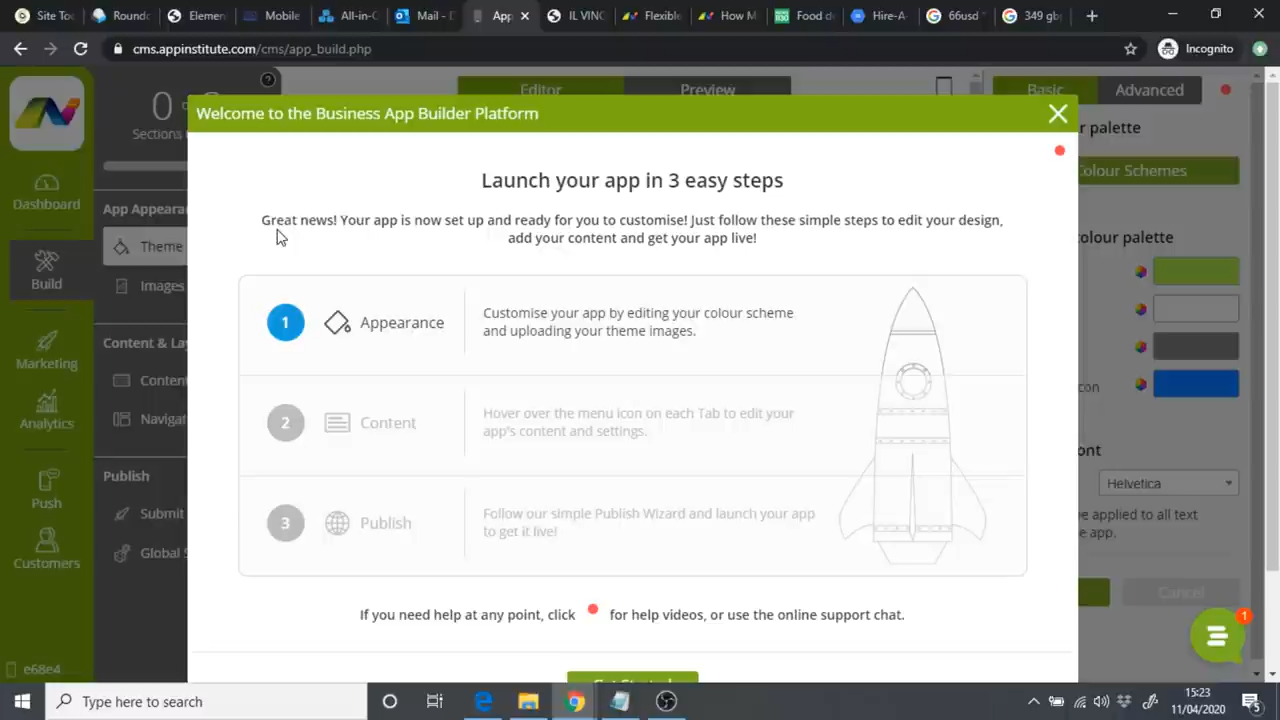 Site Too
Roundc
Elemen
Mobile
All-in-C
Mail - D
App
IL VINC
Flexible
How M
Food de
Hire-A-
66usd
349 gb
cms.appinstitute.com/cms/app_build.php
Incognito
0
Sections
Editor
Preview
Basic
Advanced
Welcome to the Business App Builder Platform
Launch your app in 3 easy steps
Great news! Your app is now set up and ready for you to customise! Just follow these simple steps to edit your design,
add your content and get your app live!
1
Appearance
Customise your app by editing your colour scheme
and uploading your theme images.
2
Content
Hover over the menu icon on each Tab to edit your
app's content and settings.
3
Publish
Follow our simple Publish Wizard and launch your app
to get it live!
If you need help at any point, click
for help videos, or use the online support chat.
Get Started
Dashboard
Build
Marketing
Analytics
Push
Customers
e68e4
App Appearan
Theme
Images
Content & Lay
Content
Navigat
Publish
Submit
Global S
r palette
Colour Schemes
olour palette
con
ont
Helvetica
e applied to all text
e app.
Cancel
1
Type here to search
15:23
11/04/2020
5